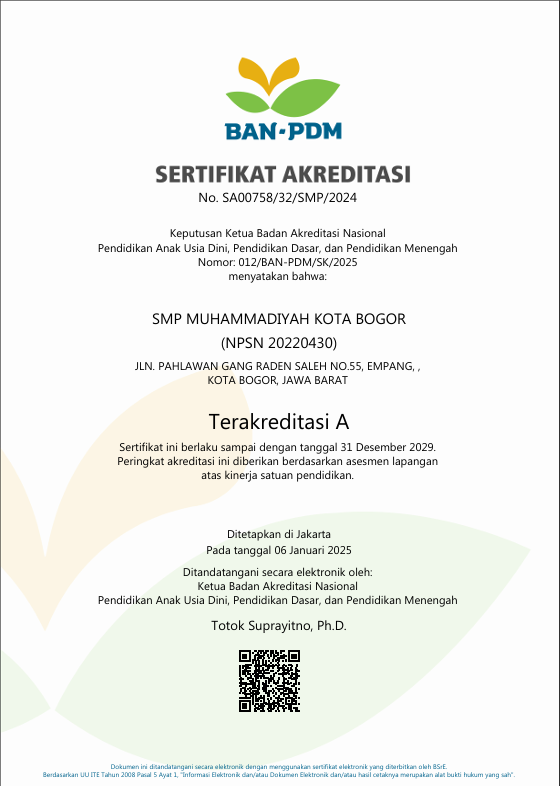 BAN-PDM
SERTIFIKAT AKREDITASI
No. SA00758/32/SMP/2024
Keputusan Ketua Badan Akreditasi Nasional
Pendidikan Anak Usia Dini, Pendidikan Dasar, dan Pendidikan Menengah
Nomor: 012/BAN-PDM/SK/2025
menyatakan bahwa:
SMP MUHAMMADIYAH KOTA BOGOR
(NPSN 20220430)
JLN. PAHLAWAN GANG RADEN SALEH NO.55, EMPANG, ,
KOTA BOGOR, JAWA BARAT
Terakreditasi A
Sertifikat ini berlaku sampai dengan tanggal 31 Desember 2029.
Peringkat akreditasi ini diberikan berdasarkan asesmen lapangan
atas kinerja satuan pendidikan.
Ditetapkan di Jakarta
Pada tanggal 06 Januari 2025
Ditandatangani secara elektronik oleh:
Ketua Badan Akreditasi Nasional
Pendidikan Anak Usia Dini, Pendidikan Dasar, dan Pendidikan Menengah
Totok Suprayitno, Ph.D.
Dokumen ini ditandatangani secara elektronik dengan menggunakan sertifikat elektronik yang diterbitkan oleh BSrE.
Berdasarkan UU ITE Tahun 2008 Pasal 5 Ayat 1, "Informasi Elektronik dan/atau Dokumen Elektronik dan/atau hasil cetaknya merupakan alat bukti hukum yang sah".